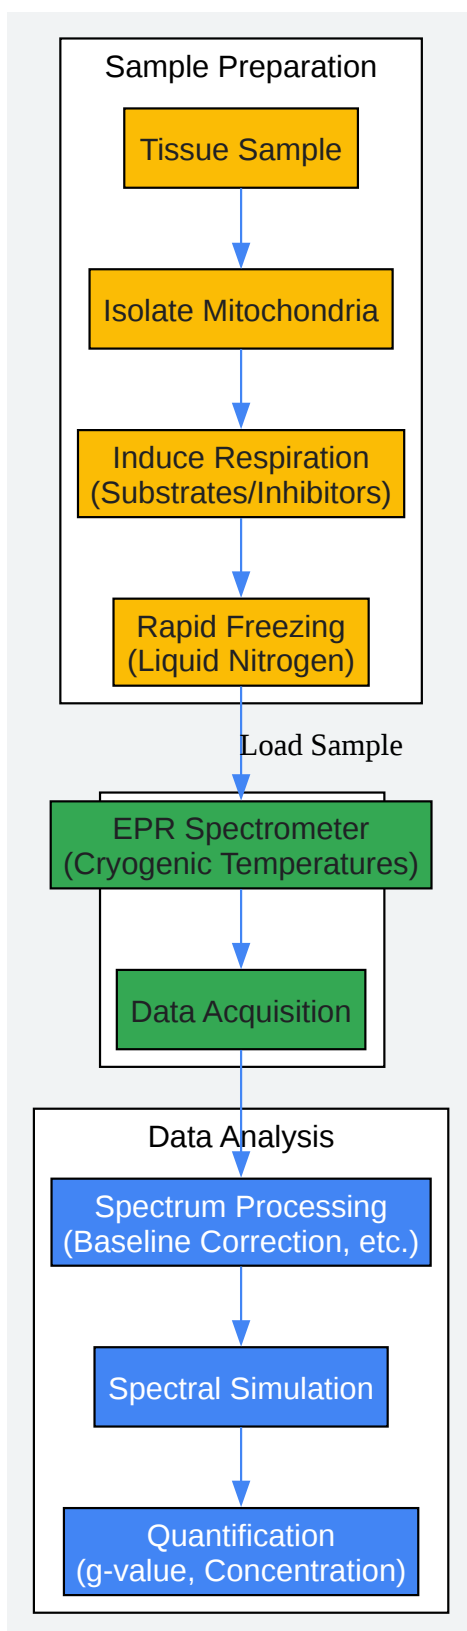 Sample Preparation
Tissue Sample
Isolate Mitochondria
Induce Respiration
(Substrates/Inhibitors)
Rapid Freezing
(Liquid Nitrogen)
Load Sample
EPR Spectrometer
(Cryogenic Temperatures)
Data Acquisition
Data Analysis
Spectrum Processing
(Baseline Correction, etc.)
Spectral Simulation
Quantification
(g-value, Concentration)